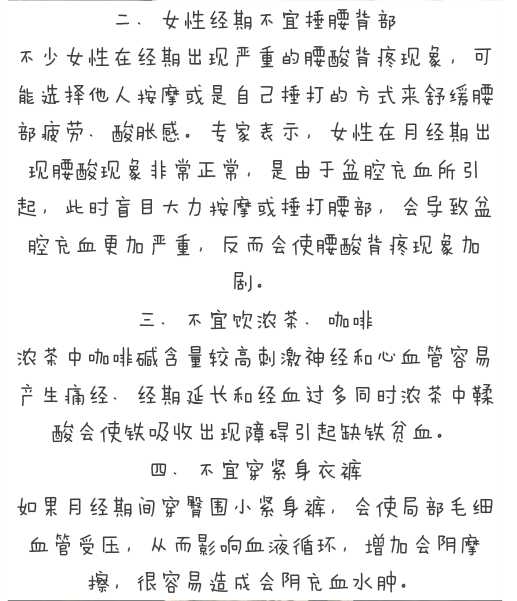 二．女性经期不宜捶腰背部
不少女性在经期出现严重的腰酸背疼现象，可
能选择他人按摩或是自己捶打的方式来舒缓腰
部疲劳．酸胀感。专家表示，女性在月经期出
现腰酸现象非常正常，是由于盆腔充血所引
起，此时盲目大力按摩或捶打腰部，会导致盆
腔充血更加严重，反而会使腰酸背疼现象加
剧。
三．不宜饮浓茶．咖啡
浓茶中咖啡碱含量较高刺激神经和心血管容易
产生痛经．经期延长和经血过多同时浓茶中鞣
酸会使铁吸收出现障碍引起缺铁贫血。
四．不宜穿紧身衣裤
如果月经期间穿臀围小紧身裤，会使局部毛细
血管受压，从而影响血液循环，增加会阴摩
擦，很容易造成会阴充血水肿。